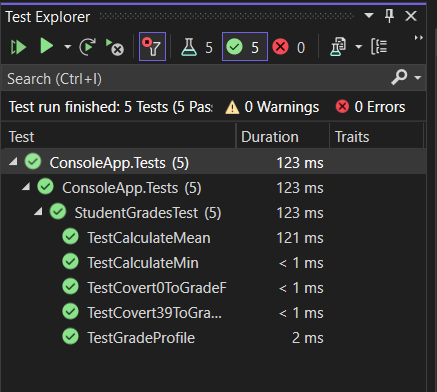 Test Explorer
5 5 0
Search (Ctrl+I)
Test run finished: 5 Tests (5 Pas 0 Warnings 0 Errors
Test Duration Traits
ConsoleApp.Tests (5) 123 ms
ConsoleApp.Tests (5) 123 ms
StudentGradesTest (5) 123 ms
TestCalculateMean 121 ms
TestCalculateMin < 1 ms
TestCovert0ToGradeF < 1 ms
TestCovert39ToGra... < 1 ms
TestGradeProfile 2 ms